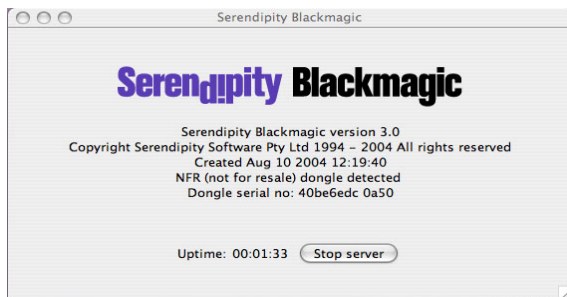 Serendipity Blackmagic
Serendipity Blackmagic
Serendipity Blackmagic version 3.0
Copyright Serendipity Software Pty Ltd 1994 – 2004 All rights reserved
Created Aug 10 2004 12:19:40
NFR (not for resale) dongle detected
Dongle serial no: 40be6edc 0a50
Uptime: 00:01:33 Stop server